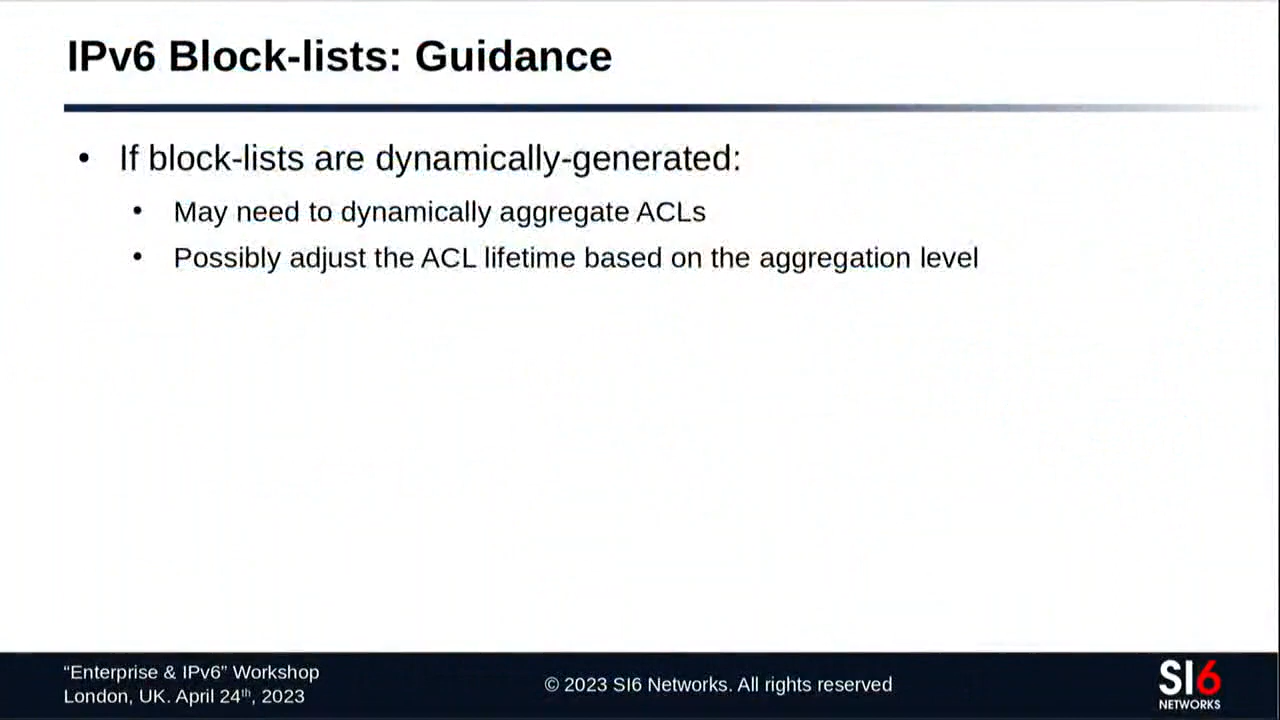 IPv6 Block-lists: Guidance
• If block-lists are dynamically-generated:
• May need to dynamically aggregate ACLs
• Possibly adjust the ACL lifetime based on the aggregation level
“Enterprise & IPv6” Workshop
London, UK. April 24th, 2023
© 2023 SI6 Networks. All rights reserved
SI6
NETWORKS